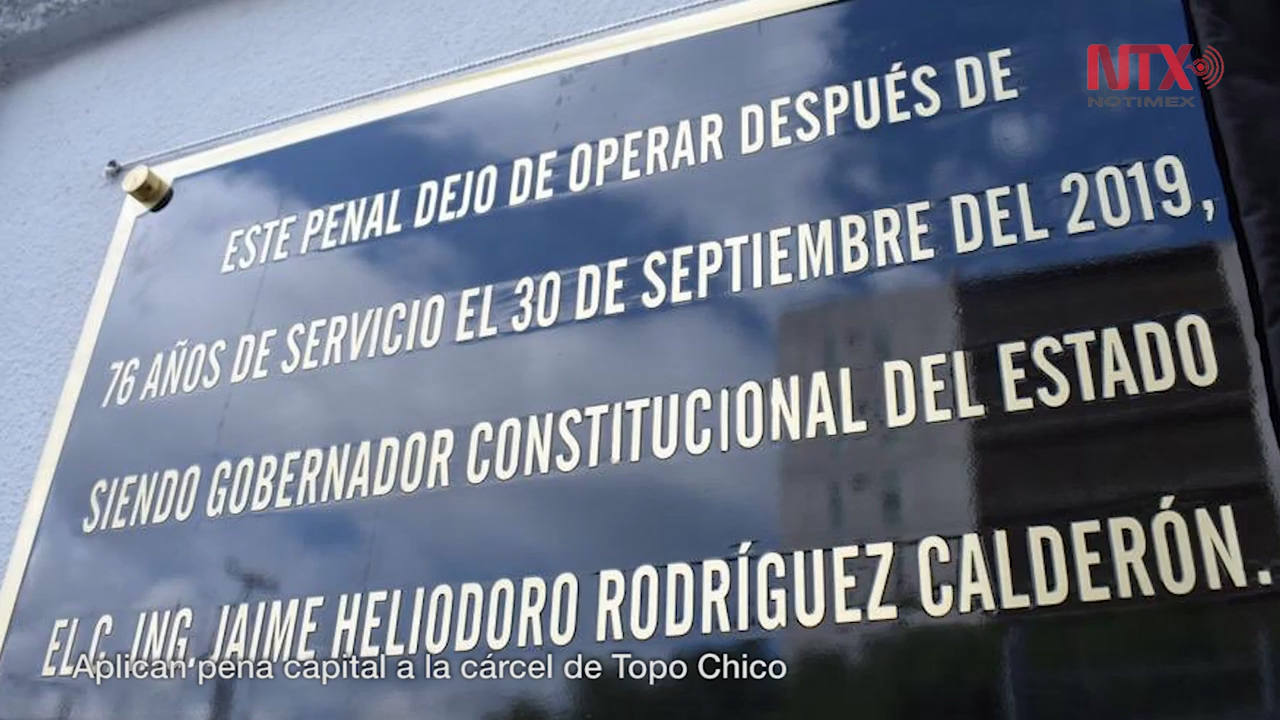 NTX
NOTIMEX
ESTE PENAL DEJO DE OPERAR DESPUÉS DE
76 AÑOS DE SERVICIO EL 30 DE SEPTIEMBRE DEL 2019,
SIENDO GOBERNADOR CONSTITUCIONAL DEL ESTADO
EL C. ING. JAIME HELIODORO RODRÍGUEZ CALDERÓN.
Aplican pena capital a la cárcel de Topo Chico